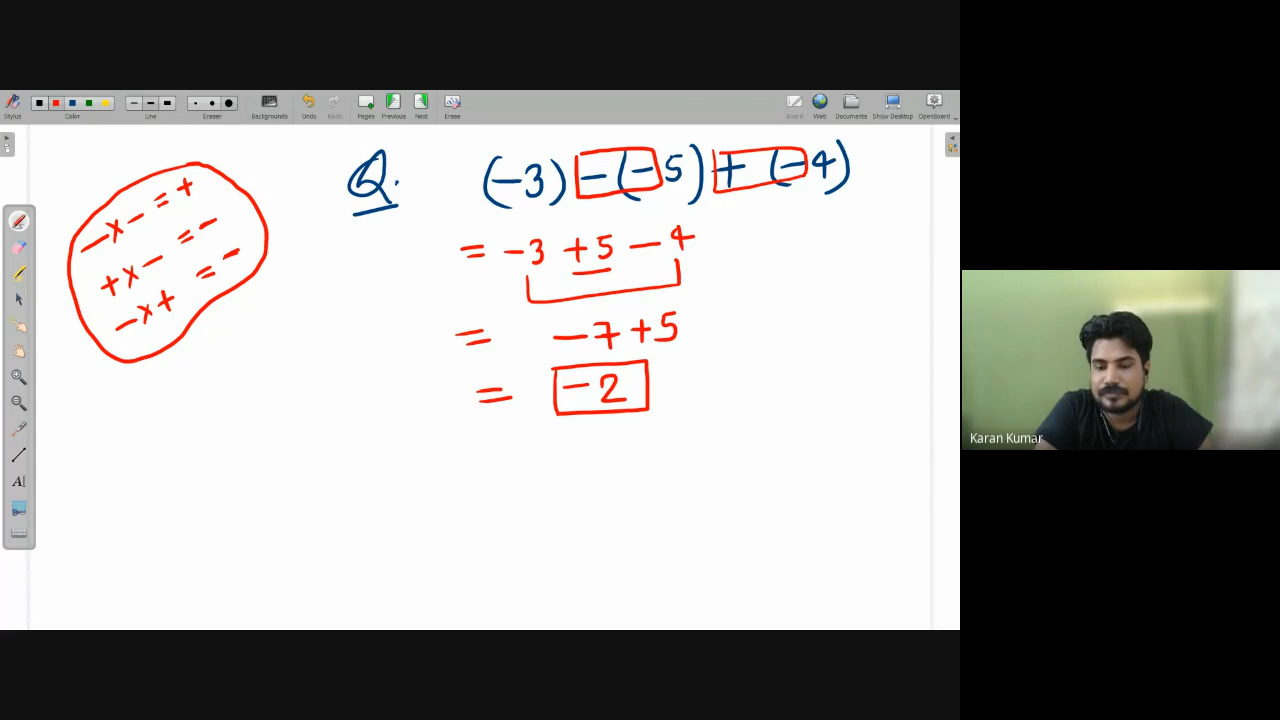 Stylus
Color
Line
Eraser
Backgrounds
Undo
Redo
Pages
Previous
Next
Erase
Board
Web
Documents
Show Desktop
OpenBoard
Q. (-3) -(-5) + (-4)
= -3 +5 -4
= -7 +5
= -2
-x- = +
+x- = -
-x+ = -
Karan Kumar